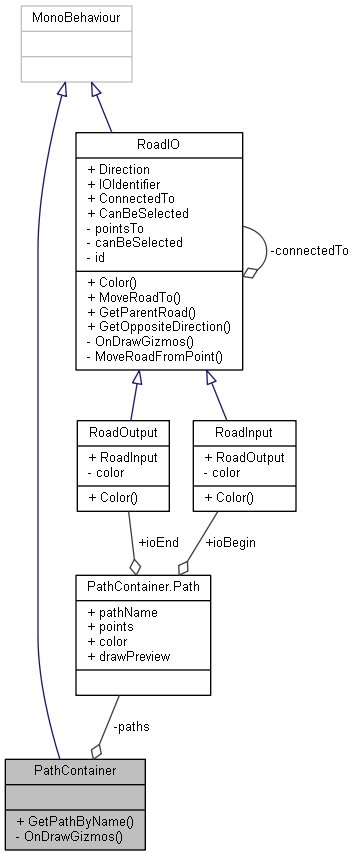 MonoBehaviour
RoadIO
+ Direction
+ IOIdentifier
+ ConnectedTo
+ CanBeSelected
- pointsTo
- canBeSelected
- id
-connectedTo
+ Color()
+ MoveRoadTo()
+ GetParentRoad()
+ GetOppositeDirection()
- OnDrawGizmos()
- MoveRoadFromPoint()
RoadOutput
+ RoadInput
- color
+ Color()
RoadInput
+ RoadOutput
- color
+ Color()
+ioEnd
+ioBegin
PathContainer.Path
+ pathName
+ points
+ color
+ drawPreview
-paths
PathContainer
+ GetPathByName()
- OnDrawGizmos()